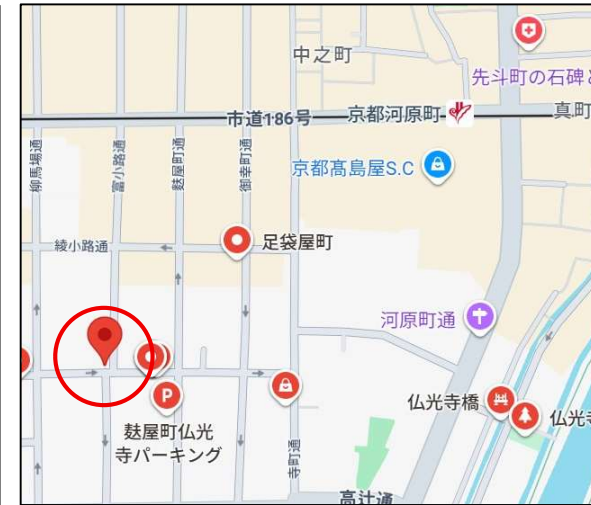 中之町
先斗町の石碑
市道186号
京都河原町
真町
柳馬場通
富小路通
麩屋町通
御幸町通
京都髙島屋S.C
足袋屋町
綾小路通
河原町通
仏光寺橋
仏光寺
P
麩屋町仏光
寺パーキング
寺町通
高辻通